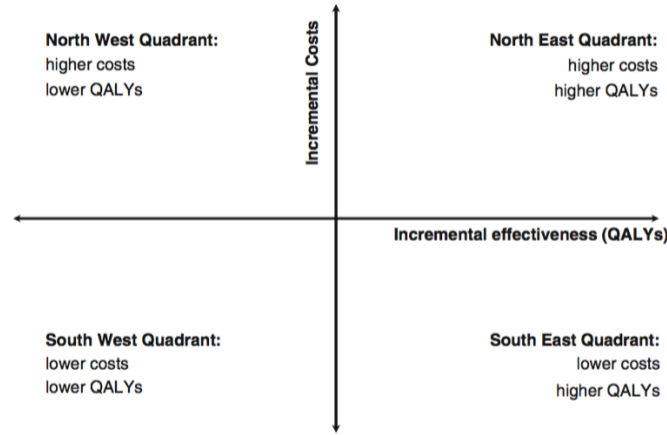 North West Quadrant:
higher costs
lower QALYs
Incremental Costs
North East Quadrant:
higher costs
higher QALYs
Incremental effectiveness (QALYs)
South West Quadrant:
lower costs
lower QALYs
South East Quadrant:
lower costs
higher QALYs